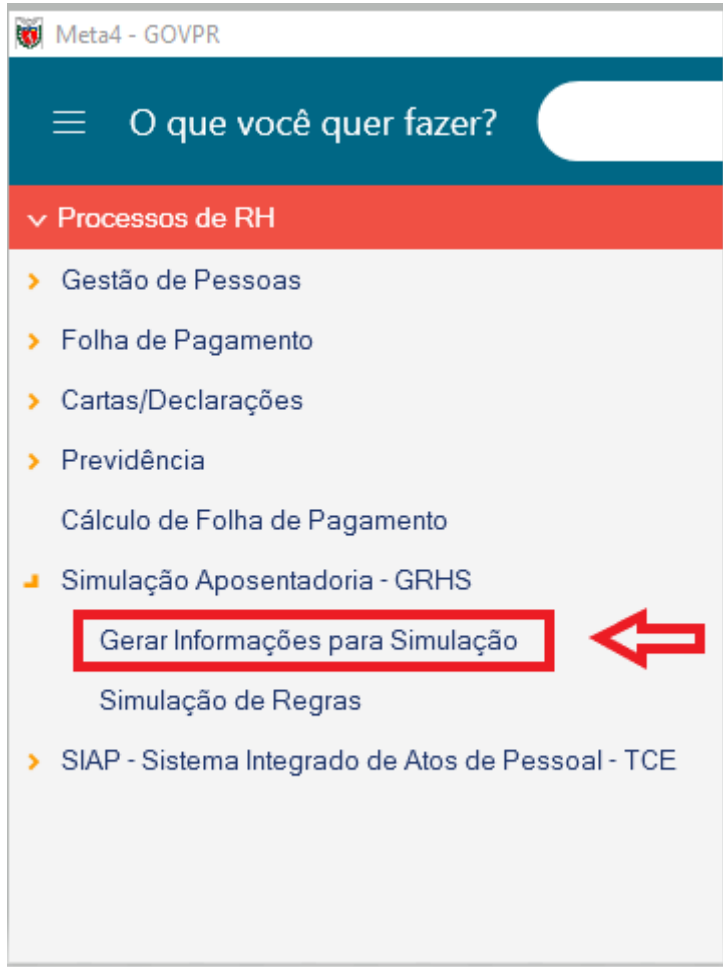 Meta4 - GOVPR
O que você quer fazer?
Processos de RH
Gestão de Pessoas
Folha de Pagamento
Cartas/Declarações
Previdência
Cálculo de Folha de Pagamento
Simulação Aposentadoria - GRHS
Gerar Informações para Simulação
Simulação de Regras
SIAP - Sistema Integrado de Atos de Pessoal - TCE